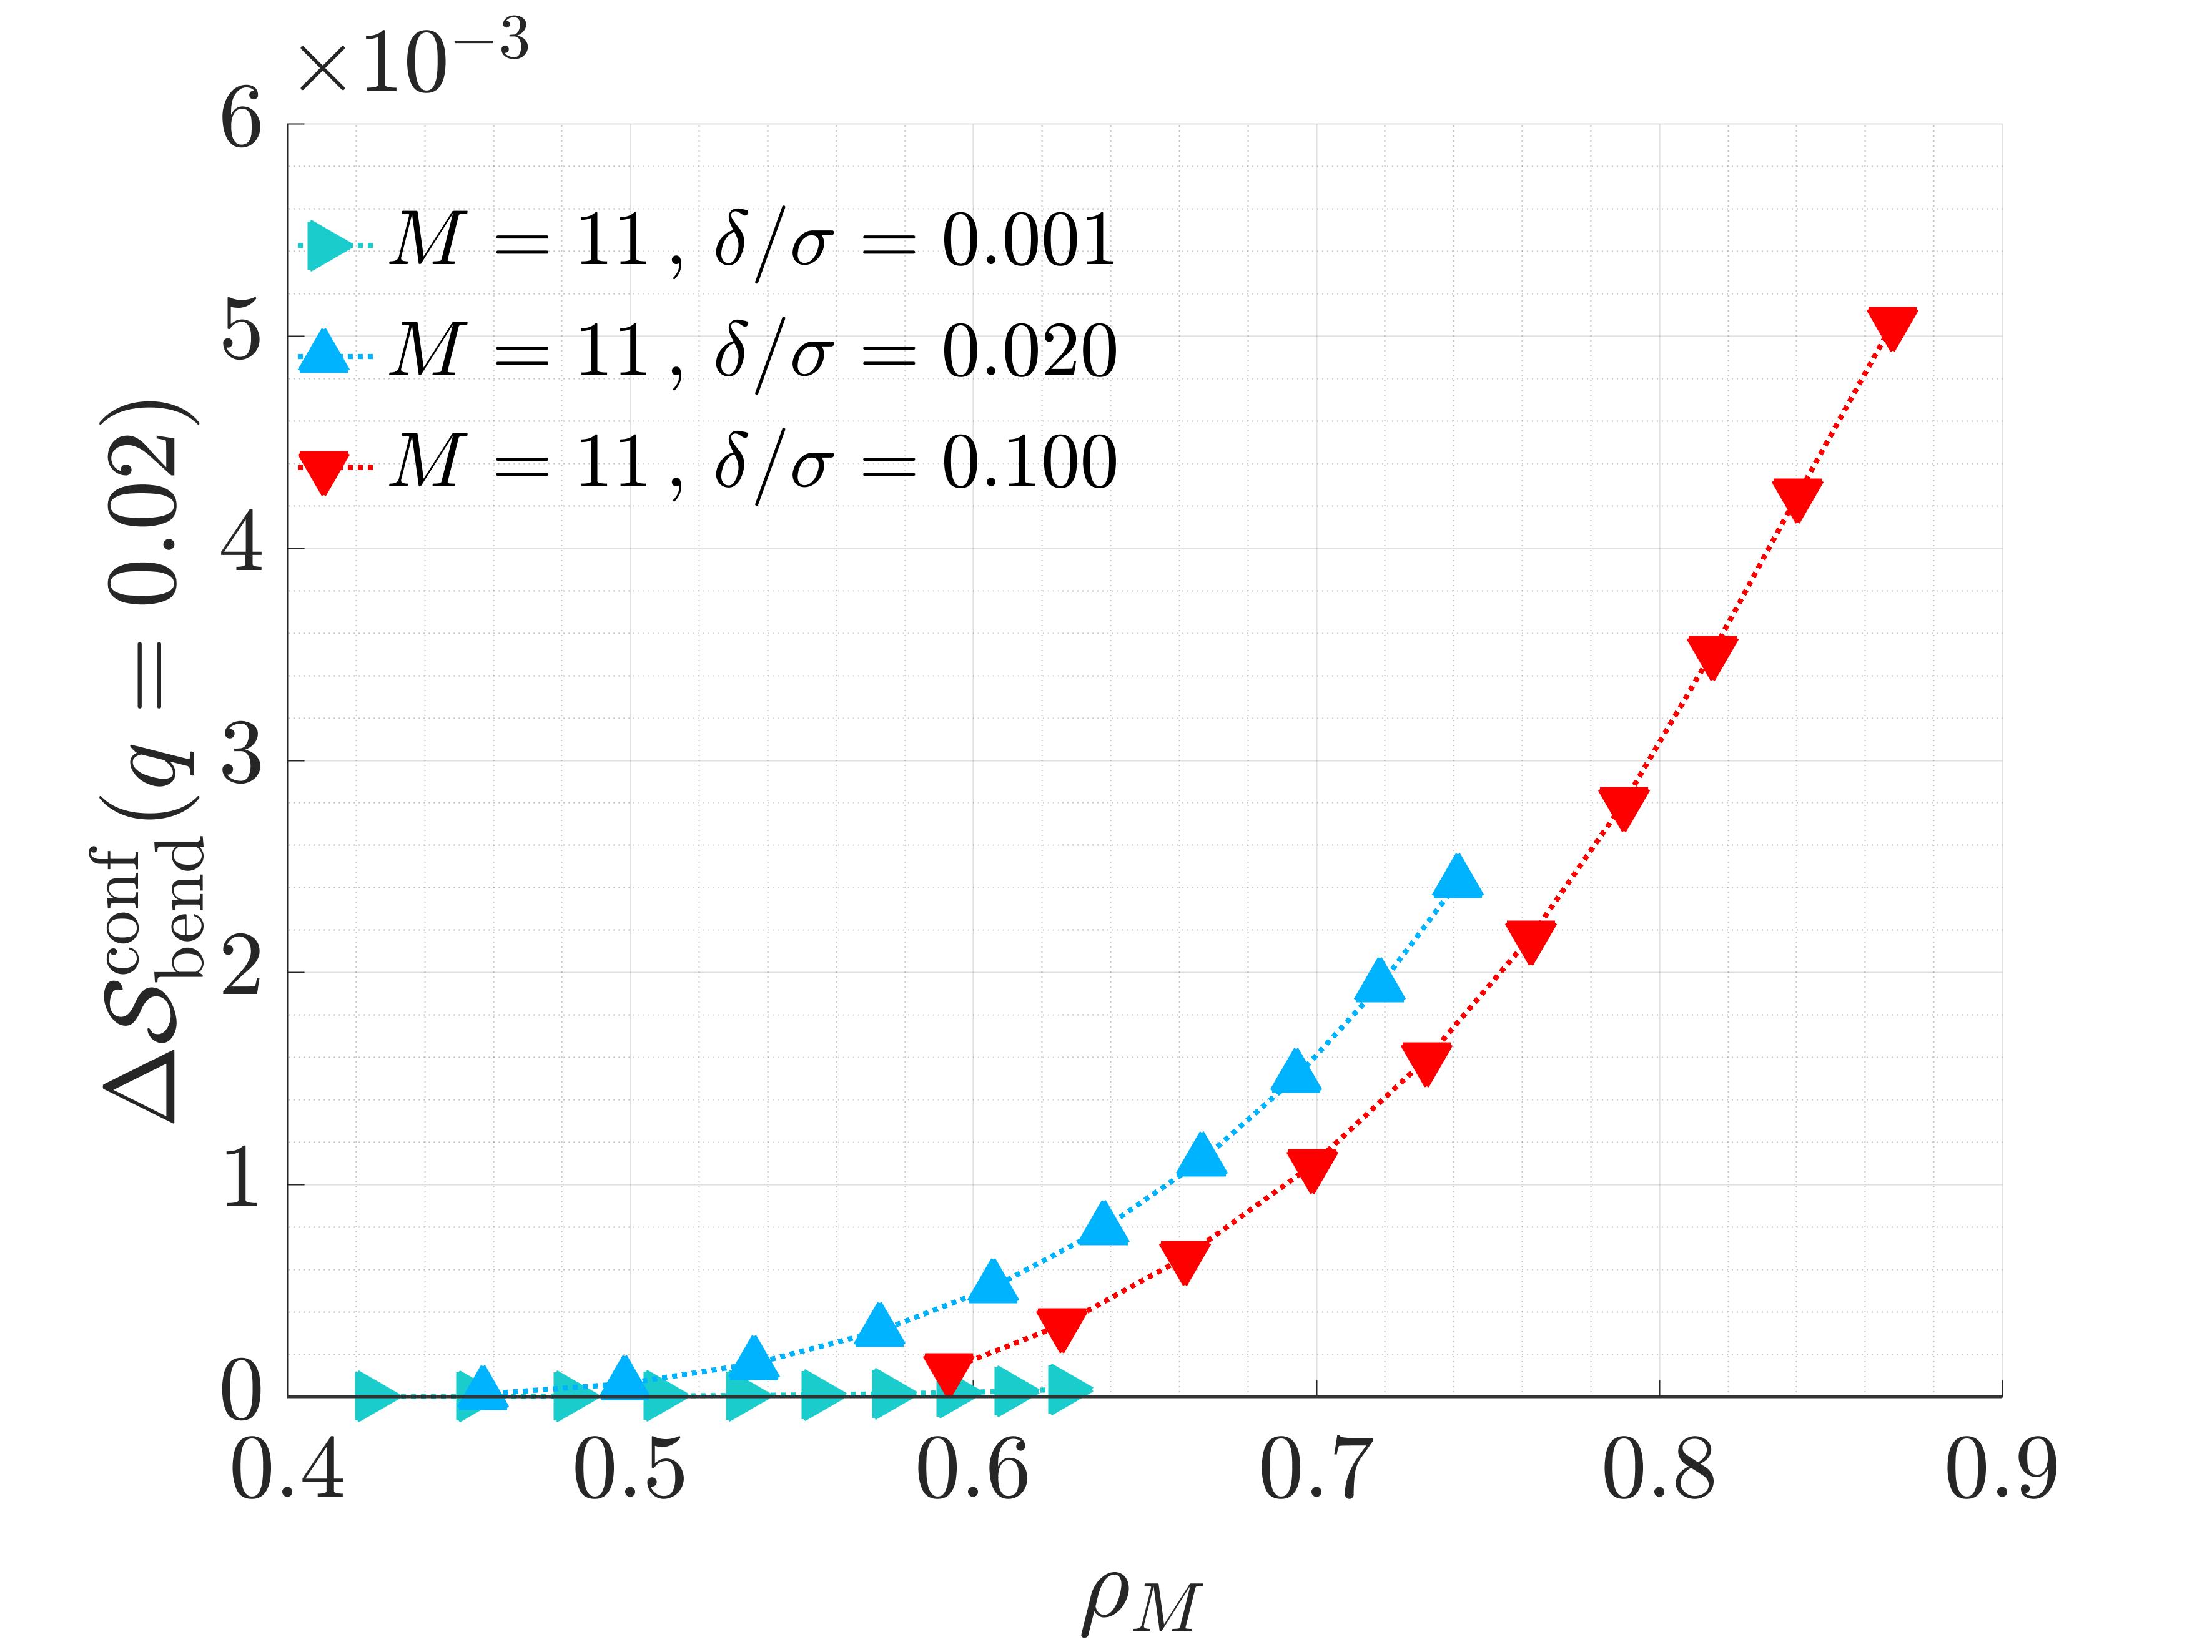 ×10⁻³
6
5
4
3
2
1
0
ΔS_bend^conf(q = 0.02)
M = 11 , δ/σ = 0.001
M = 11 , δ/σ = 0.020
M = 11 , δ/σ = 0.100
0.4 0.5 0.6 0.7 0.8 0.9
ρ_M